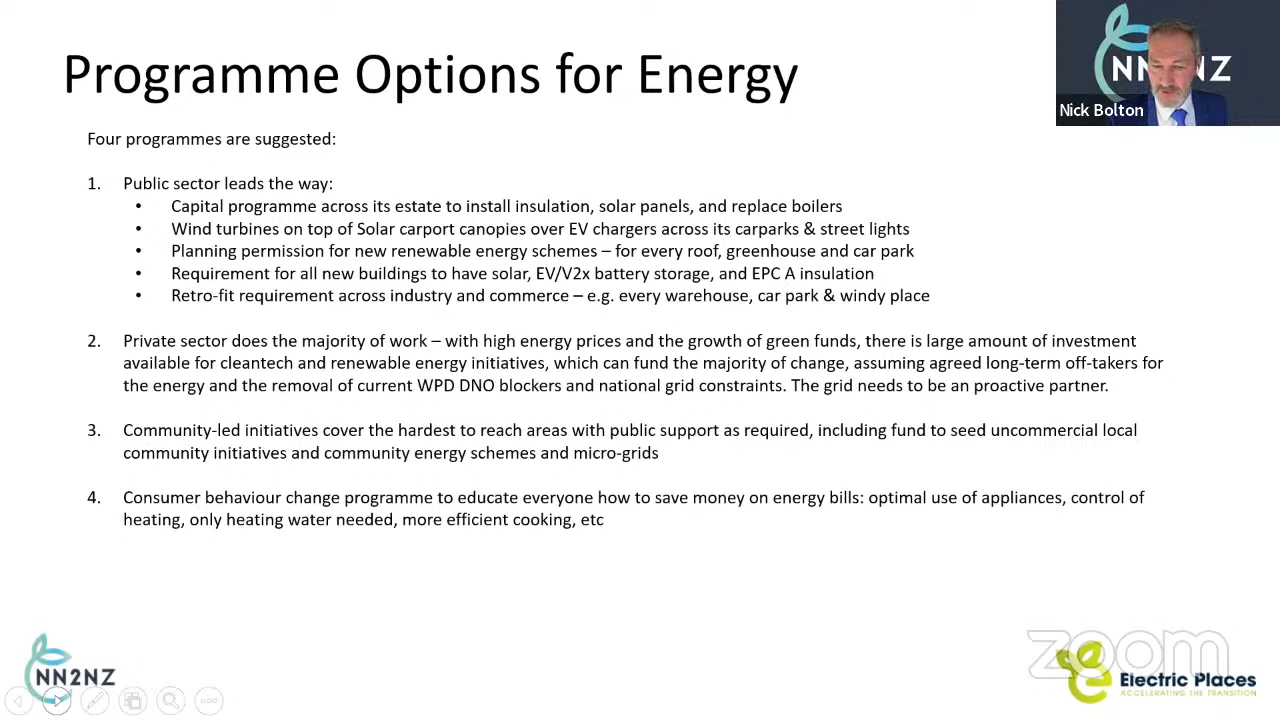 Programme Options for Energy
NN2NZ
Nick Bolton
Four programmes are suggested:
1. Public sector leads the way:
• Capital programme across its estate to install insulation, solar panels, and replace boilers
• Wind turbines on top of Solar carport canopies over EV chargers across its carparks & street lights
• Planning permission for new renewable energy schemes – for every roof, greenhouse and car park
• Requirement for all new buildings to have solar, EV/V2x battery storage, and EPC A insulation
• Retro-fit requirement across industry and commerce – e.g. every warehouse, car park & windy place
2. Private sector does the majority of work – with high energy prices and the growth of green funds, there is large amount of investment
available for cleantech and renewable energy initiatives, which can fund the majority of change, assuming agreed long-term off-takers for
the energy and the removal of current WPD DNO blockers and national grid constraints. The grid needs to be an proactive partner.
3. Community-led initiatives cover the hardest to reach areas with public support as required, including fund to seed uncommercial local
community initiatives and community energy schemes and micro-grids
4. Consumer behaviour change programme to educate everyone how to save money on energy bills: optimal use of appliances, control of
heating, only heating water needed, more efficient cooking, etc
NN2NZ
zoom
Electric Places
ACCELERATING THE TRANSITION